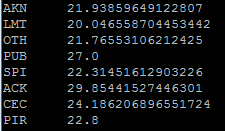 AKN 21.93859649122807
LMT 20.046558704453442
OTH 21.76553106212425
PUB 27.0
SPI 22.31451612903226
ACK 29.85441527446301
CEC 24.186206896551724
PIR 22.8